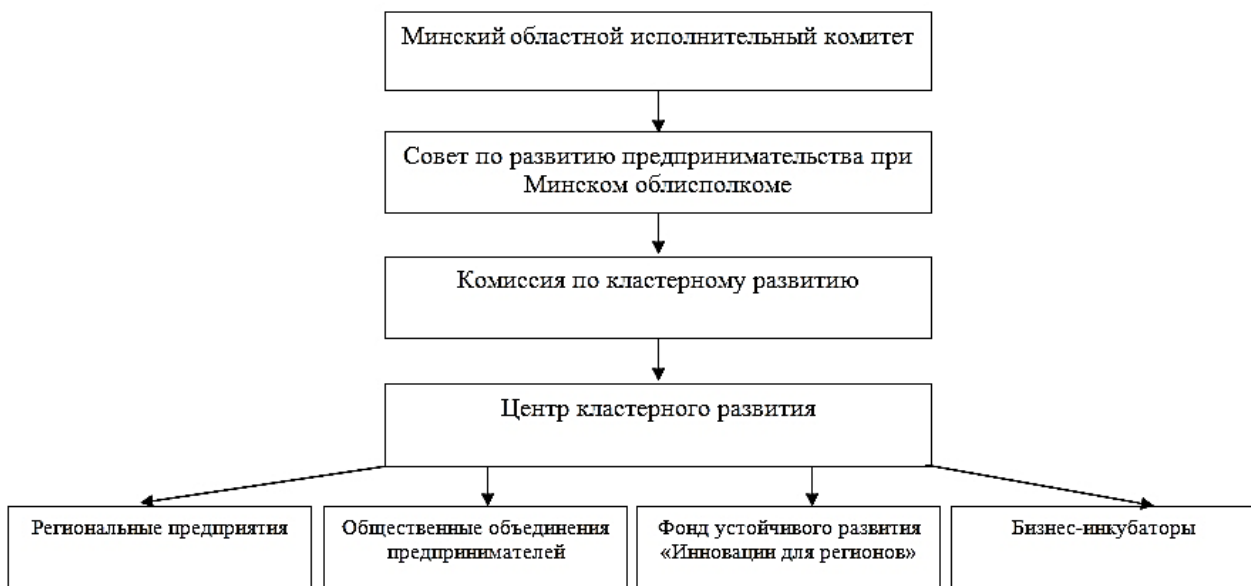 Минский областной исполнительный комитет
Совет по развитию предпринимательства при
Минском облисполкоме
Комиссия по кластерному развитию
Центр кластерного развития
Региональные предприятия
Общественные объединения
предпринимателей
Фонд устойчивого развития
«Инновации для регионов»
Бизнес-инкубаторы